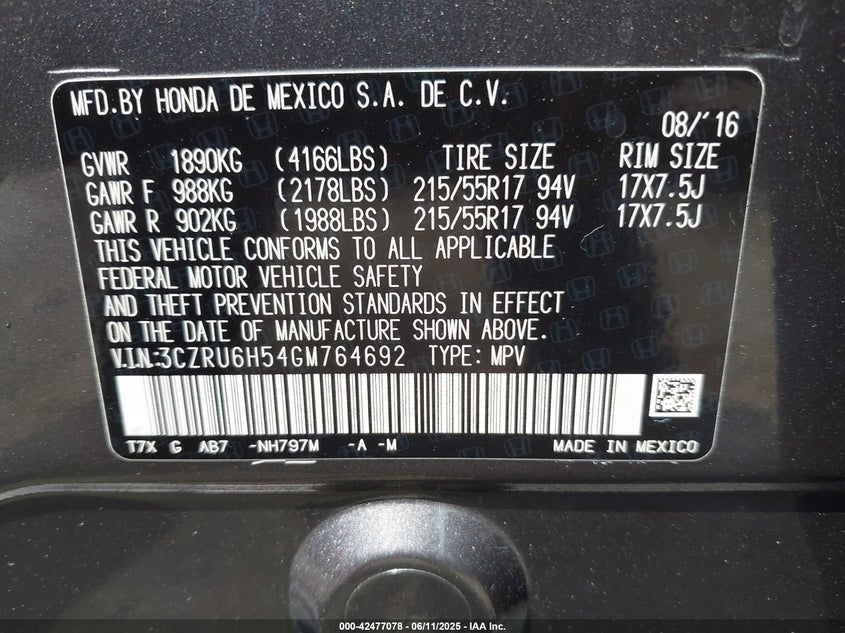 MFD.BY HONDA DE MEXICO S.A. DE C.V.
08/'16
GVWR 1890KG (4166LBS) TIRE SIZE RIM SIZE
GAWR F 988KG (2178LBS) 215/55R17 94V 17X7.5J
GAWR R 902KG (1988LBS) 215/55R17 94V 17X7.5J
THIS VEHICLE CONFORMS TO ALL APPLICABLE
FEDERAL MOTOR VEHICLE SAFETY
AND THEFT PREVENTION STANDARDS IN EFFECT
ON THE DATE OF MANUFACTURE SHOWN ABOVE.
V.I.N:3CZRU6H54GM764692 TYPE: MPV
T7X G AB7 -NH797M -A -M MADE IN MEXICO
000-42477078 - 06/11/2025 - IAA Inc.